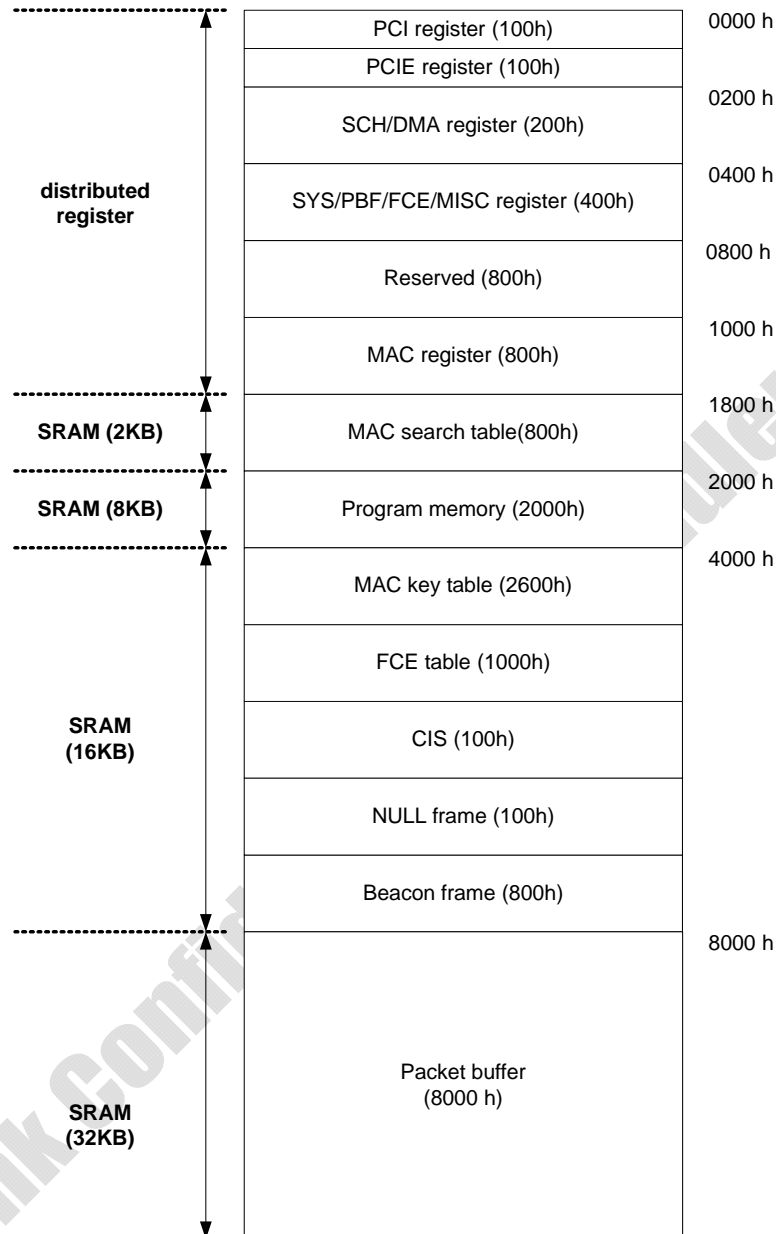 PCI register (100h)
0000 h
PCIE register (100h)
0200 h
SCH/DMA register (200h)
0400 h
distributed
register
SYS/PBF/FCE/MISC register (400h)
0800 h
Reserved (800h)
1000 h
MAC register (800h)
1800 h
SRAM (2KB)
MAC search table(800h)
2000 h
SRAM (8KB)
Program memory (2000h)
4000 h
MAC key table (2600h)
FCE table (1000h)
SRAM
(16KB)
CIS (100h)
NULL frame (100h)
Beacon frame (800h)
8000 h
Packet buffer
(8000 h)
SRAM
(32KB)